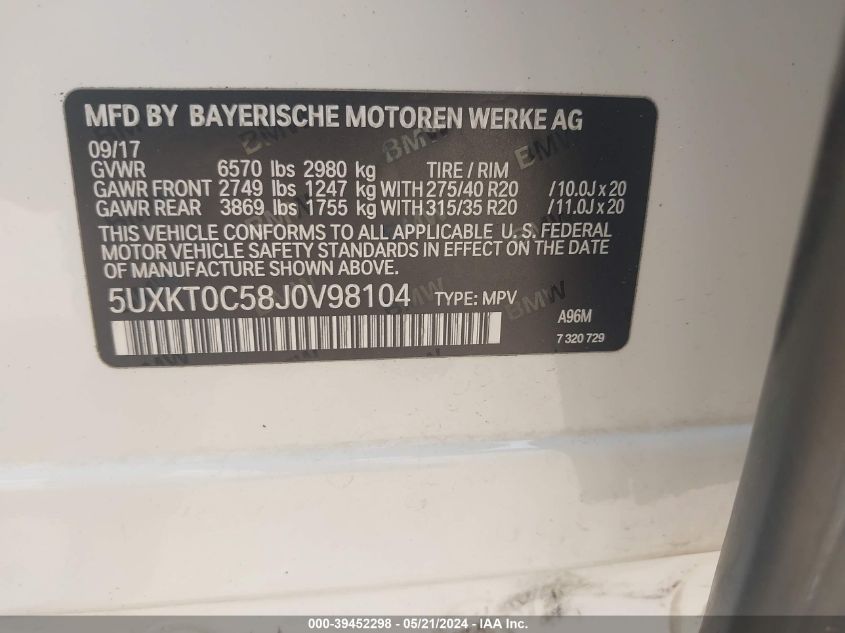 MFD BY BAYERISCHE MOTOREN WERKE AG
09/17
GVWR 6570 lbs 2980 kg TIRE / RIM
GAWR FRONT 2749 lbs 1247 kg WITH 275/40 R20 /10.0J x 20
GAWR REAR 3869 lbs 1755 kg WITH 315/35 R20 /11.0J x 20
THIS VEHICLE CONFORMS TO ALL APPLICABLE U.S. FEDERAL
MOTOR VEHICLE SAFETY STANDARDS IN EFFECT ON THE DATE
OF MANUFACTURE SHOWN ABOVE.
5UXKT0C58J0V98104 TYPE: MPV
A96M
7 320 729
000-39452298 - 05/21/2024 - IAA Inc.